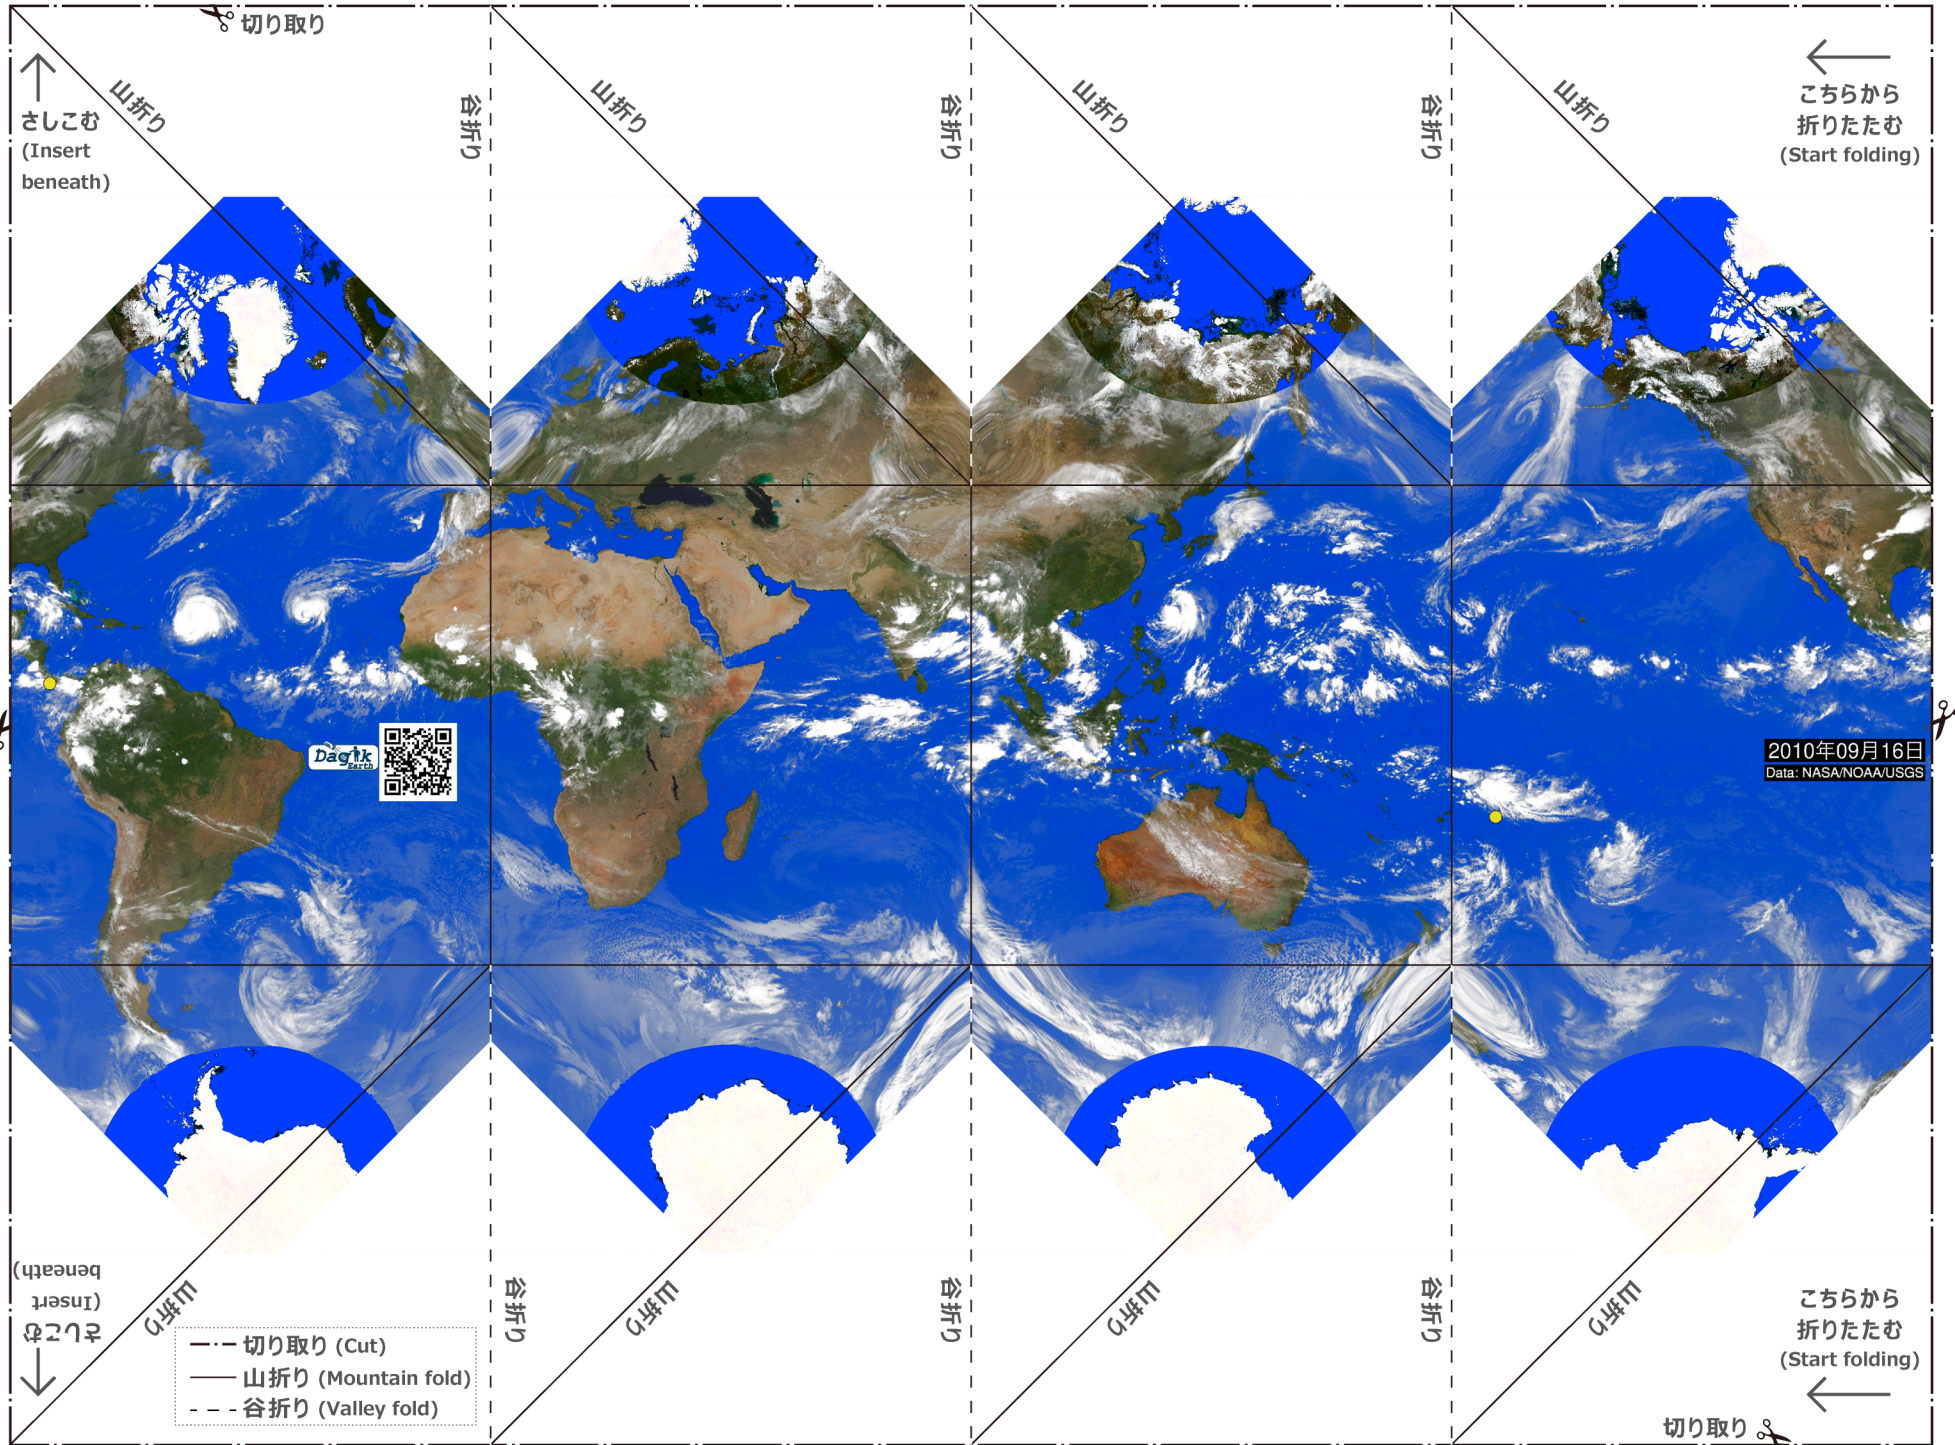 切り取り
さしこむ
(Insert
beneath)
山折り
谷折り
山折り
谷折り
山折り
谷折り
山折り
こちらから
折りたたむ
(Start folding)
Dagik
Earth
2010年09月16日
Data: NASA/NOAA/USGS
さしこむ
(Insert
beneath)
山折り
谷折り
山折り
谷折り
山折り
谷折り
山折り
こちらから
折りたたむ
(Start folding)
切り取り (Cut)
山折り (Mountain fold)
谷折り (Valley fold)
切り取り